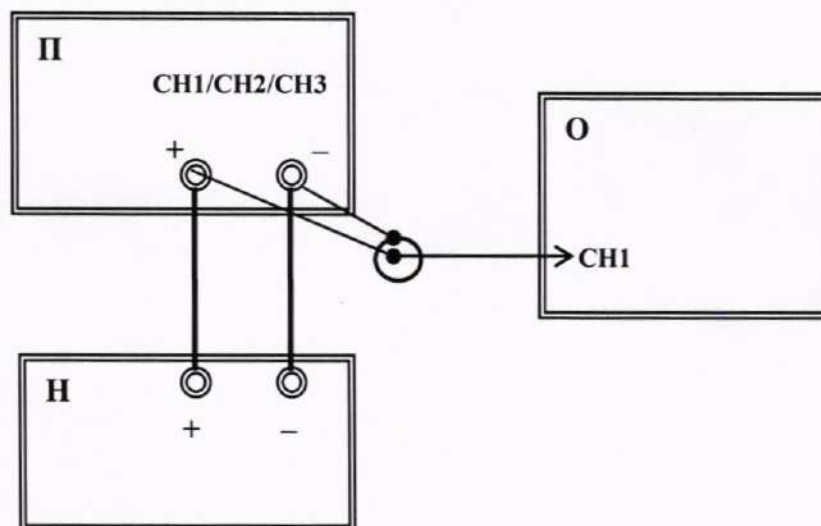 П
CH1/CH2/CH3
+ –
О
CH1
Н
+ –